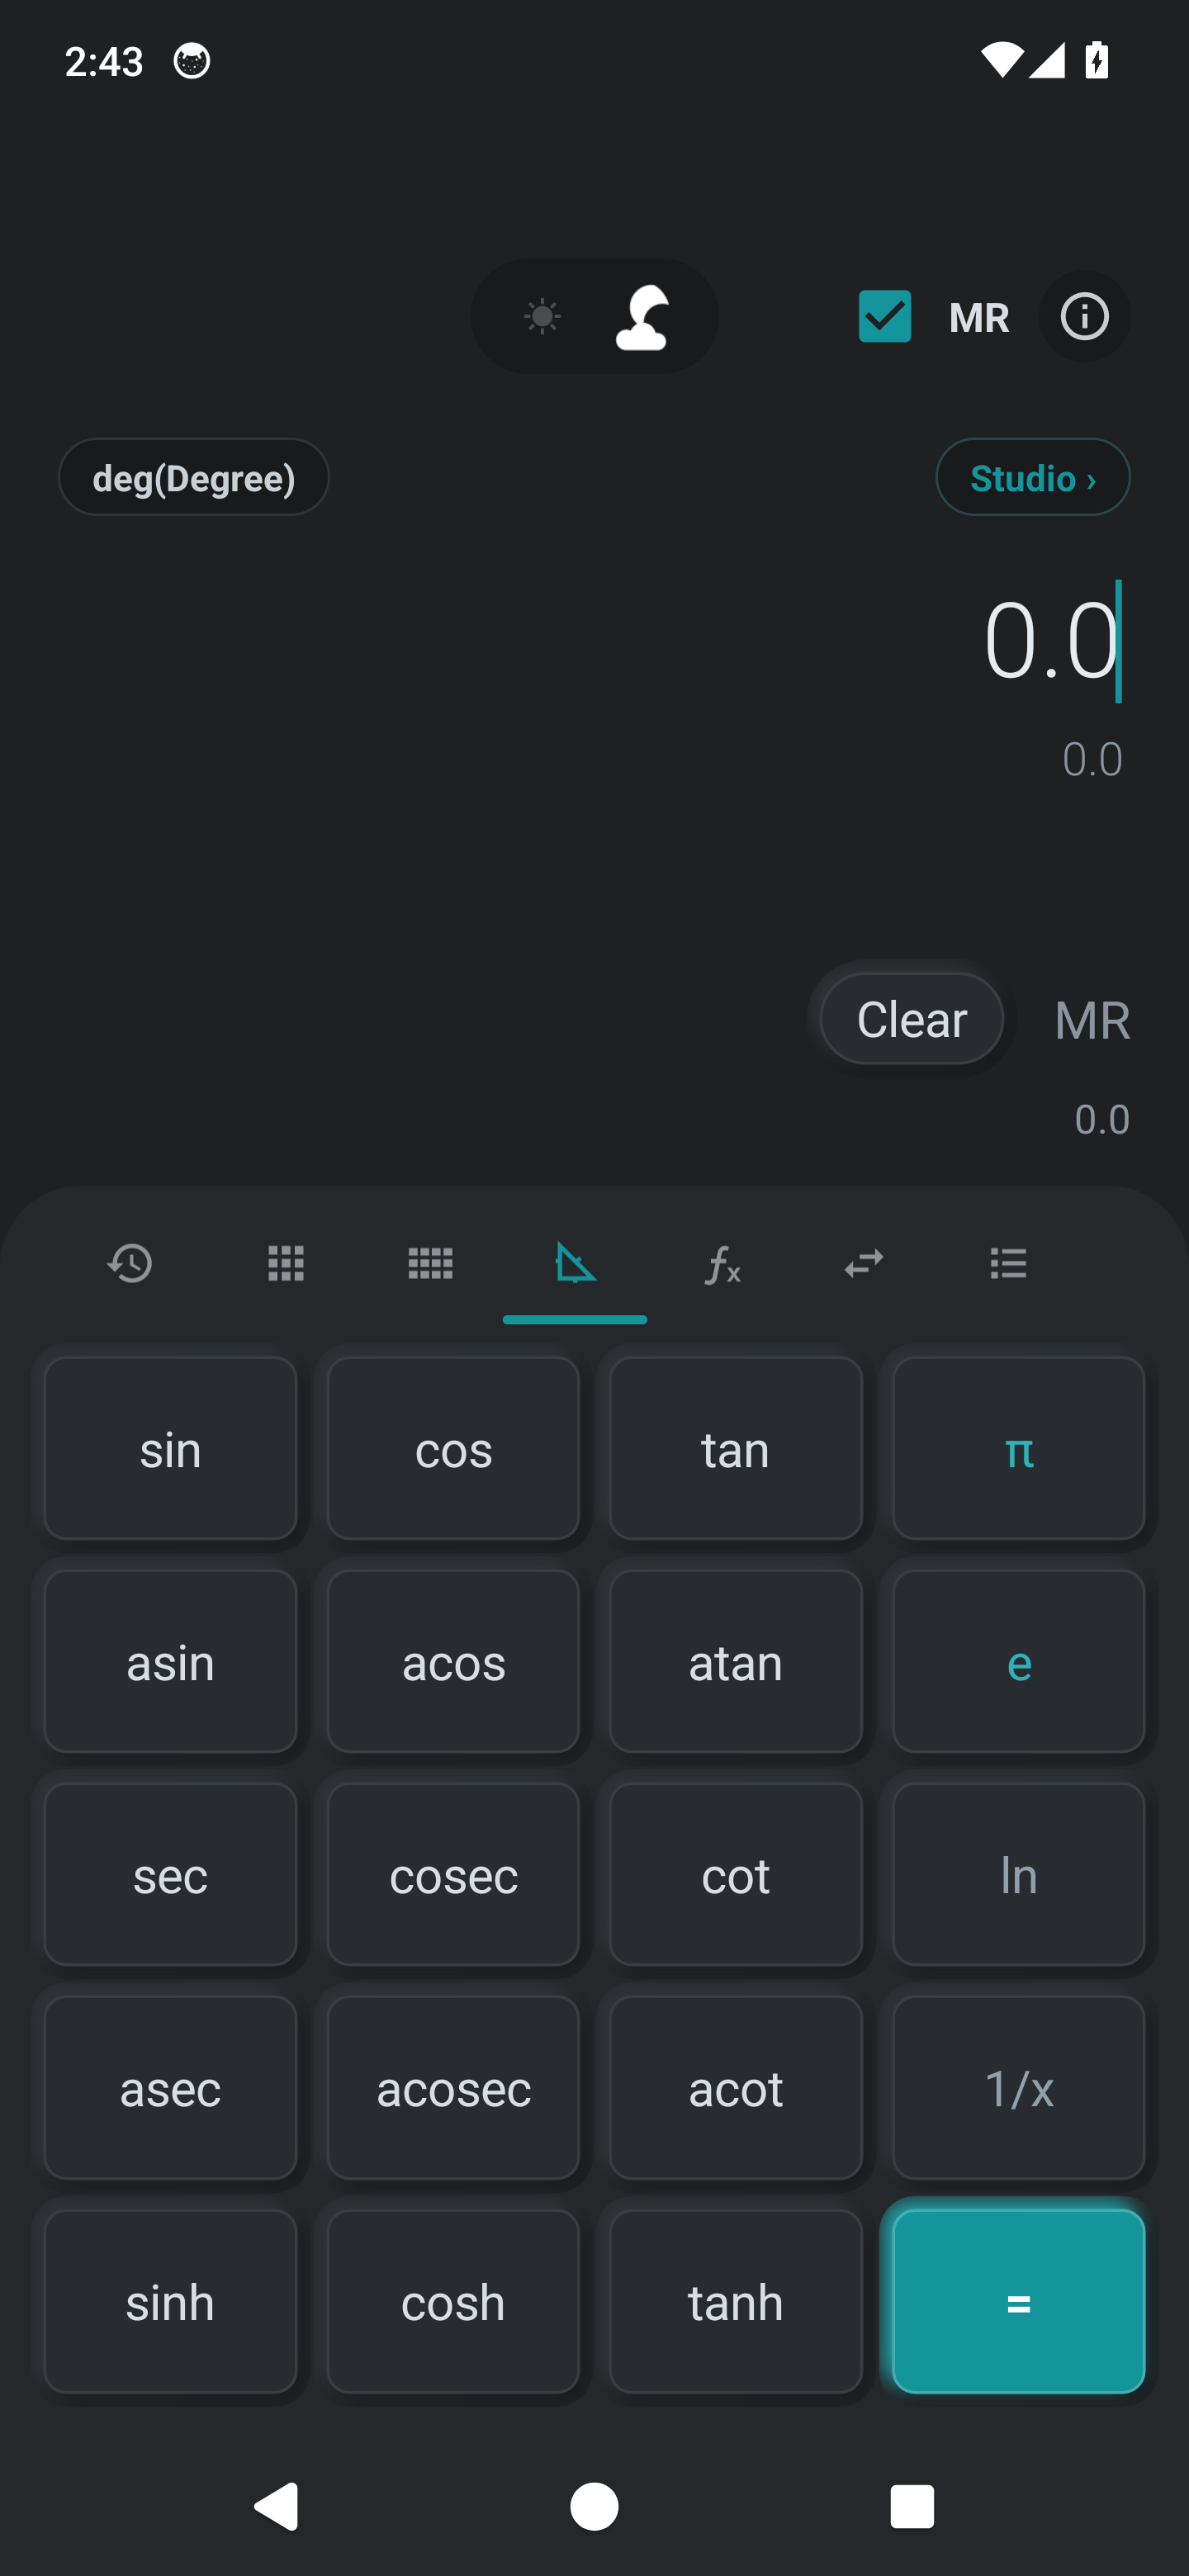 2:43
MR
deg(Degree)
Studio ›
0.0
0.0
Clear
MR
0.0
fx
sin
cos
tan
π
asin
acos
atan
e
sec
cosec
cot
ln
asec
acosec
acot
1/x
sinh
cosh
tanh
=